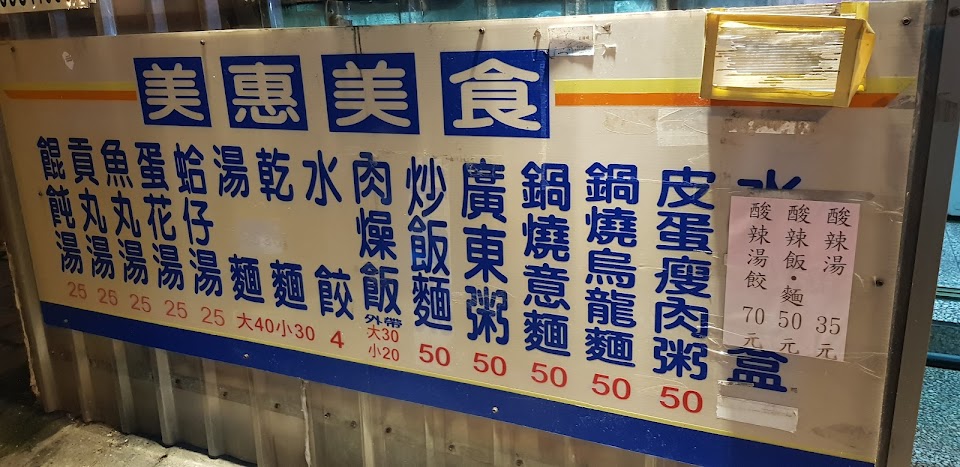 美惠美食
餛飩湯 25
貢丸湯 25
魚丸湯 25
蛋花湯 25
蛤仔湯 25
湯麵
乾麵
大40小30
水餃 4
肉燥飯
外帶
大30
小20
炒飯麵 50
廣東粥 50
鍋燒意麵 50
鍋燒烏龍麵 50
皮蛋瘦肉粥 50
水
盒
酸辣湯餃 70元
酸辣飯·麵 50元
酸辣湯 35元